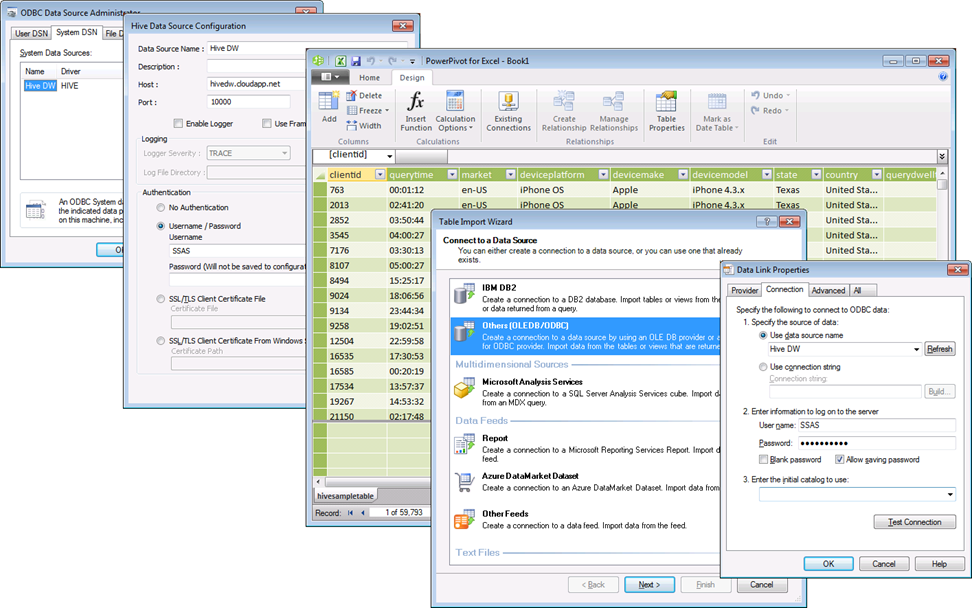 ODBC Data Source Administrator
User DSN System DSN File D
System Data Sources:
Name Driver
Hive DW HIVE
An ODBC System da
the indicated data p
on this machine, inc
Hive Data Source Configuration
Data Source Name : Hive DW
Description :
Host : hivedw.cloudapp.net
Port : 10000
Enable Logger Use Fram
Logging
Logger Severity : TRACE
Log File Directory :
Authentication
No Authentication
Username / Password
Username
SSAS
Password (Will not be saved to configurat
SSL/TLS Client Certificate File
Certificate File
SSL/TLS Client Certificate From Windows S
Certificate Path
PowerPivot for Excel - Book1
Home Design
Add
Delete
Freeze
Width
Columns
Insert Function
Calculation Options
Calculations
Existing Connections
Create Relationship
Manage Relationships
Relationships
Table Properties
Mark as Date Table
Undo
Redo
Edit
[clientid]
clientid querytime market deviceplatform devicemake devicemodel state country querydwellt
763 00:01:12 en-US iPhone OS Apple iPhone 4.3.x Texas United Sta...
2013 02:41:20 en-US iPhone OS Apple iPhone 4.3.x Texas United Sta...
2852 03:50:44 United Sta...
3545 04:00:27 United Sta...
7176 03:30:13 United Sta...
8107 05:00:27
8494 15:25:17
9024 18:06:56
9134 23:44:34
9258 19:02:51
12504 22:59:58
16535 17:30:53
16585 00:20:19
17534 13:57:37
19267 14:53:32
21150 02:17:48
hivesampletable
Record: 1 of 59,793
Table Import Wizard
Connect to a Data Source
You can either create a connection to a data source, or you can use one that already
exists.
IBM DB2
Create a connection to a DB2 database. Import tables or views from the
or data returned from a query.
Others (OLEDB/ODBC)
Create a connection to a data source by using an OLE DB provider or a
for ODBC provider. Import data from the tables or views that are returne
Multidimensional Sources
Microsoft Analysis Services
Create a connection to a SQL Server Analysis Services cube. Import da
from an MDX query.
Data Feeds
Report
Create a connection to a Microsoft Reporting Services Report. Import d
feed.
Azure DataMarket Dataset
Create a connection to an Azure DataMarket Dataset. Import data from
Other Feeds
Create a connection to a data feed. Import data from the feed.
Text Files
< Back Next > Finish Cancel
Data Link Properties
Provider Connection Advanced All
Specify the following to connect to ODBC data:
1. Specify the source of data:
Use data source name
Hive DW Refresh
Use connection string
Connection string:
Build...
2. Enter information to log on to the server
User name: SSAS
Password: ●●●●●●●●●●
Blank password Allow saving password
3. Enter the initial catalog to use:
Test Connection
OK Cancel Help